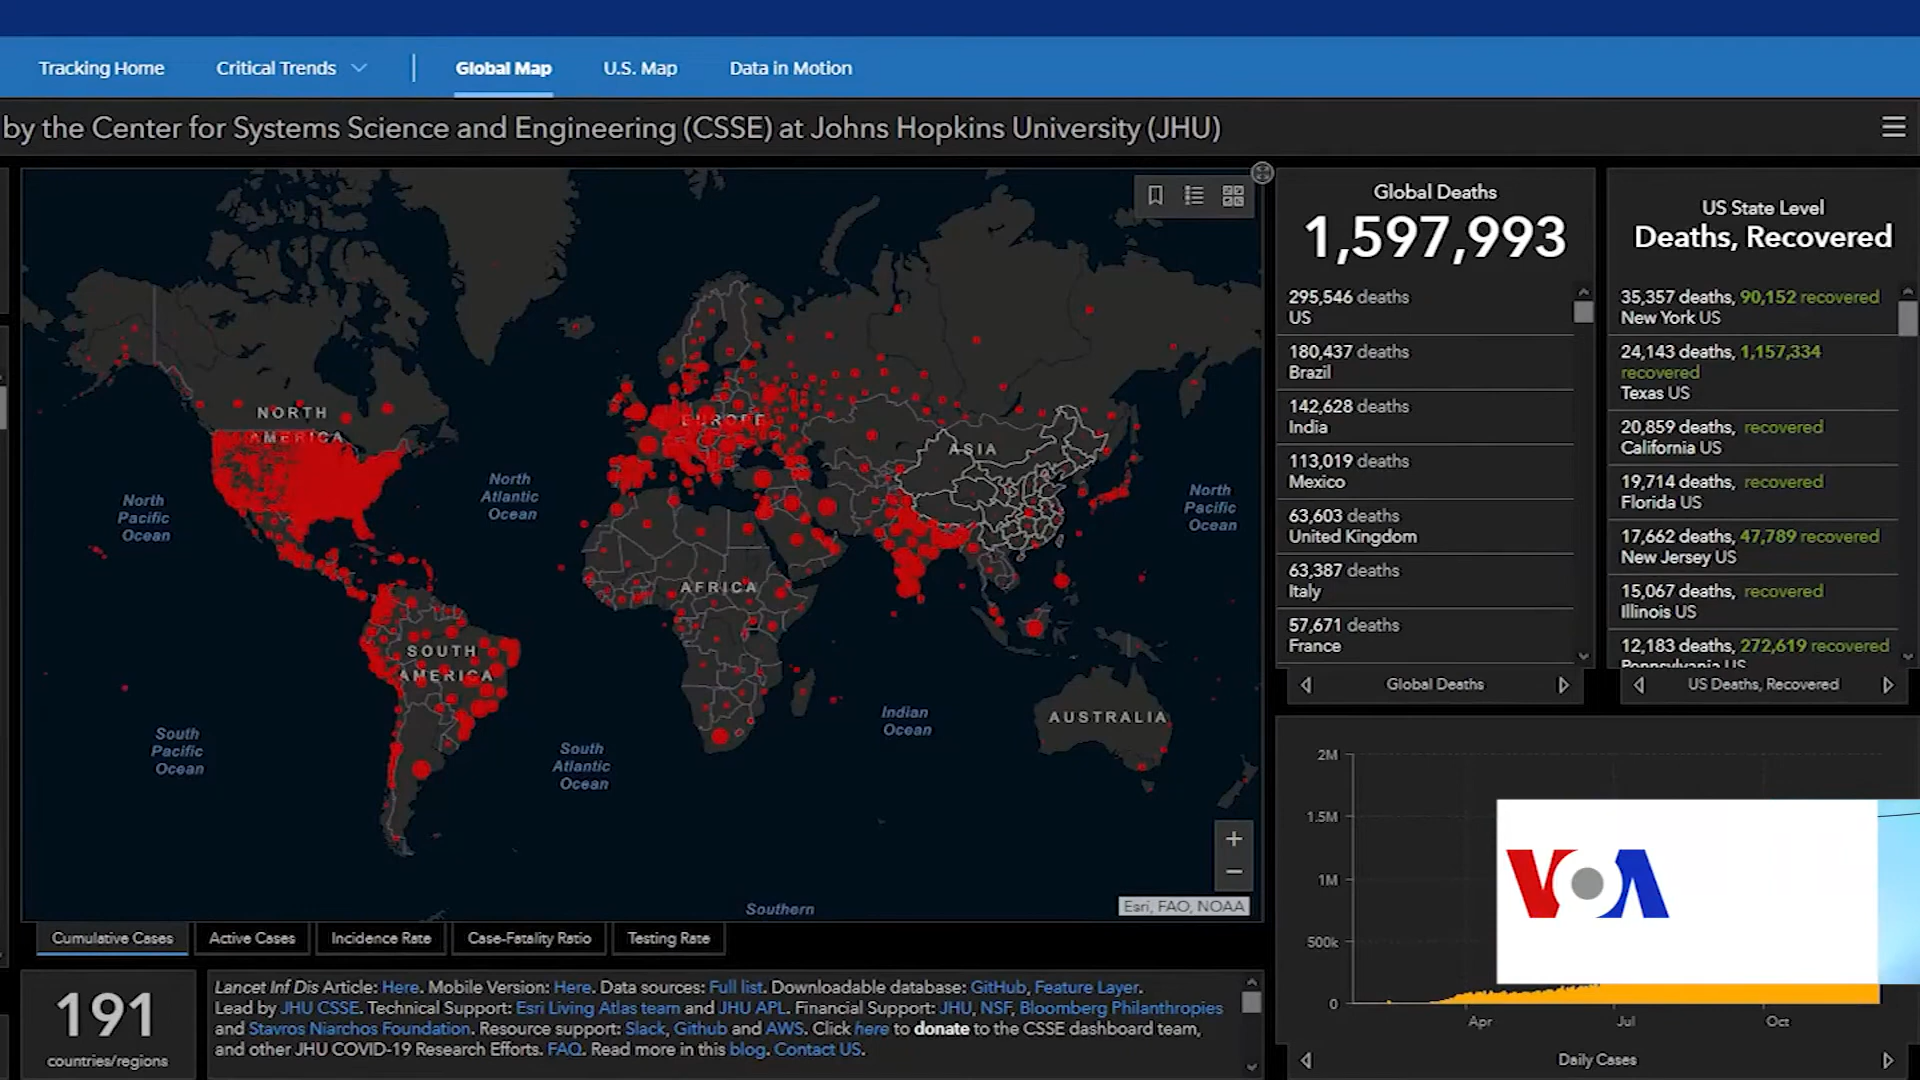 Tracking Home
Critical Trends
Global Map
U.S. Map
Data in Motion
by the Center for Systems Science and Engineering (CSSE) at Johns Hopkins University (JHU)
NORTH
AMERICA
EUROPE
ASIA
North
Pacific
Ocean
North
Atlantic
Ocean
North
Pacific
Ocean
AFRICA
SOUTH
AMERICA
AUSTRALIA
Indian
Ocean
South
Pacific
Ocean
South
Atlantic
Ocean
Southern
Esri, FAO, NOAA
Global Deaths
1,597,993
295,546 deaths
US
180,437 deaths
Brazil
142,628 deaths
India
113,019 deaths
Mexico
63,603 deaths
United Kingdom
63,387 deaths
Italy
57,671 deaths
France
Global Deaths
US State Level
Deaths, Recovered
35,357 deaths, 90,152 recovered
New York US
24,143 deaths, 1,157,334
recovered
Texas US
20,859 deaths, recovered
California US
19,714 deaths, recovered
Florida US
17,662 deaths, 47,789 recovered
New Jersey US
15,067 deaths, recovered
Illinois US
12,183 deaths, 272,619 recovered
Pennsylvania US
US Deaths, Recovered
2M
1.5M
1M
500k
0
Apr
Jul
Oct
Daily Cases
VOA
Cumulative Cases
Active Cases
Incidence Rate
Case-Fatality Ratio
Testing Rate
191
countries/regions
Lancet Inf Dis Article: Here. Mobile Version: Here. Data sources: Full list. Downloadable database: GitHub, Feature Layer.
Lead by JHU CSSE. Technical Support: Esri Living Atlas team and JHU APL. Financial Support: JHU, NSF, Bloomberg Philanthropies
and Stavros Niarchos Foundation. Resource support: Slack, Github and AWS. Click here to donate to the CSSE dashboard team,
and other JHU COVID-19 Research Efforts. FAQ. Read more in this blog. Contact US.